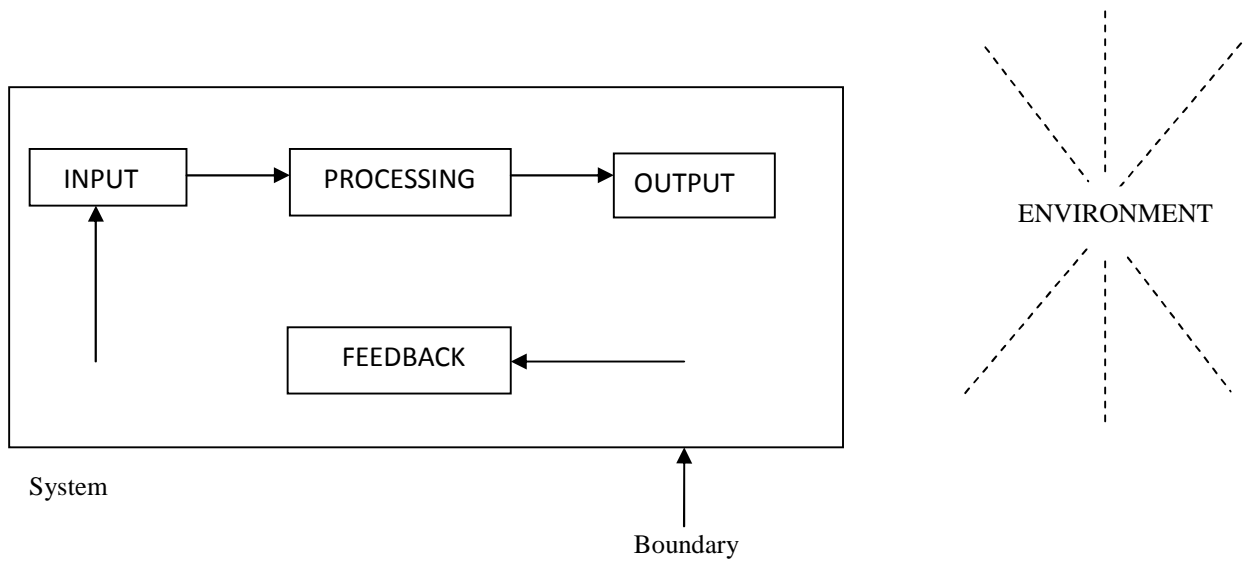 INPUT
PROCESSING
OUTPUT
ENVIRONMENT
FEEDBACK
System
Boundary